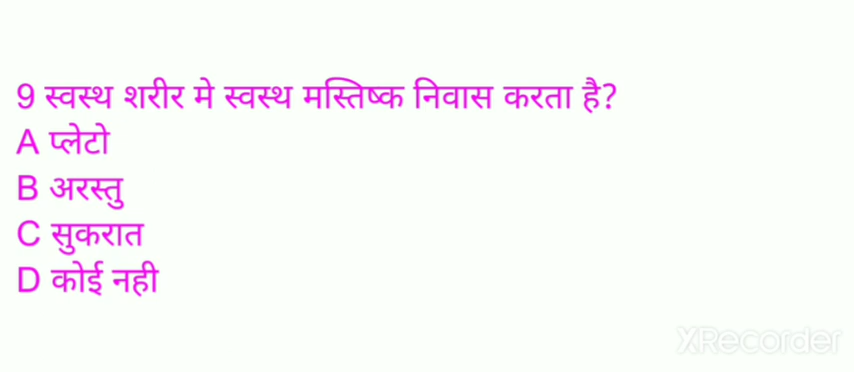 9 स्वस्थ शरीर मे स्वस्थ मस्तिष्क निवास करता है?
A प्लेटो
B अरस्तु
C सुकरात
D कोई नही
XRecorder